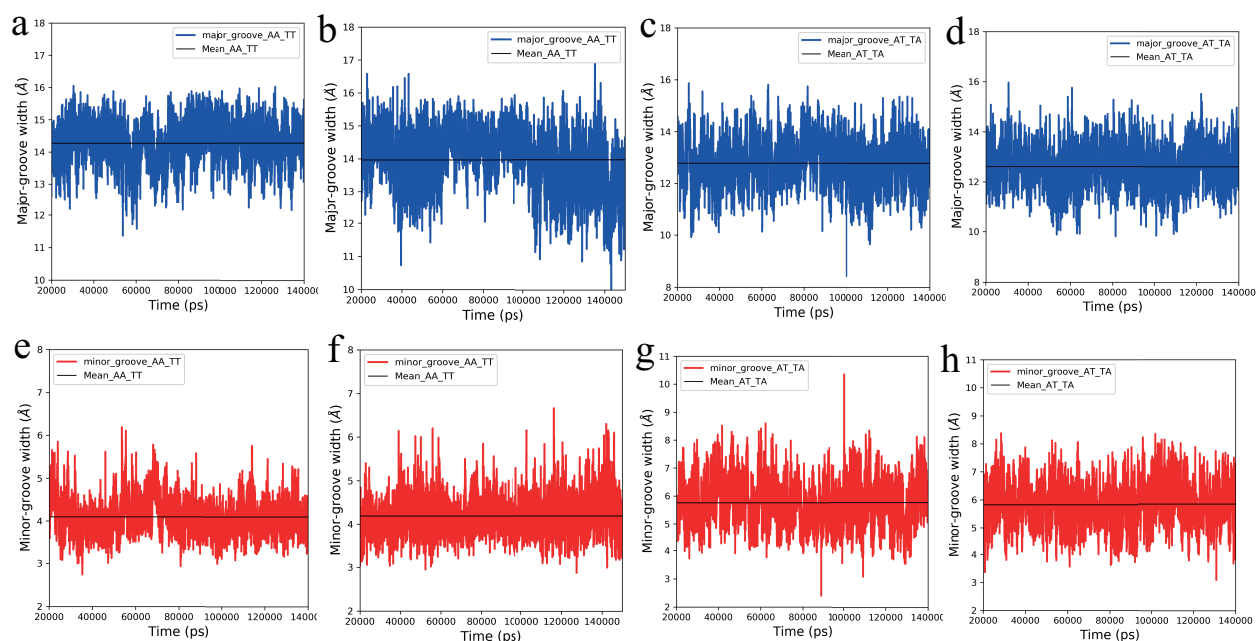 a
major_groove_AA_TT
Mean_AA_TT
Major-groove width (Å)
18
17
16
15
14
13
12
11
10
20000 40000 60000 80000 100000 120000 14000
Time (ps)
b
major_groove_AA_TT
Mean_AA_TT
Major-groove width (Å)
18
17
16
15
14
13
12
11
10
20000 40000 60000 80000 100000 120000 140000
Time (ps)
c
major_groove_AT_TA
Mean_AT_TA
Major-groove width (Å)
18
16
14
12
10
8
20000 40000 60000 80000 100000 120000 14000
Time (ps)
d
major_groove_AT_TA
Mean_AT_TA
Major-groove width (Å)
18
16
14
12
10
8
20000 40000 60000 80000 100000 120000 140000
Time (ps)
e
minor_groove_AA_TT
Mean_AA_TT
Minor-groove width (Å)
8
7
6
5
4
3
2
20000 40000 60000 80000 100000 120000 14000
Time (ps)
f
minor_groove_AA_TT
Mean_AA_TT
Minor-groove width (Å)
8
7
6
5
4
3
2
20000 40000 60000 80000 100000 120000 140000
Time (ps)
g
minor_groove_AT_TA
Mean_AT_TA
Minor-groove width (Å)
11
10
9
8
7
6
5
4
3
2
20000 40000 60000 80000 100000 120000 14000
Time (ps)
h
minor_groove_AT_TA
Mean_AT_TA
Minor-groove width (Å)
11
10
9
8
7
6
5
4
3
2
20000 40000 60000 80000 100000 120000 140000
Time (ps)